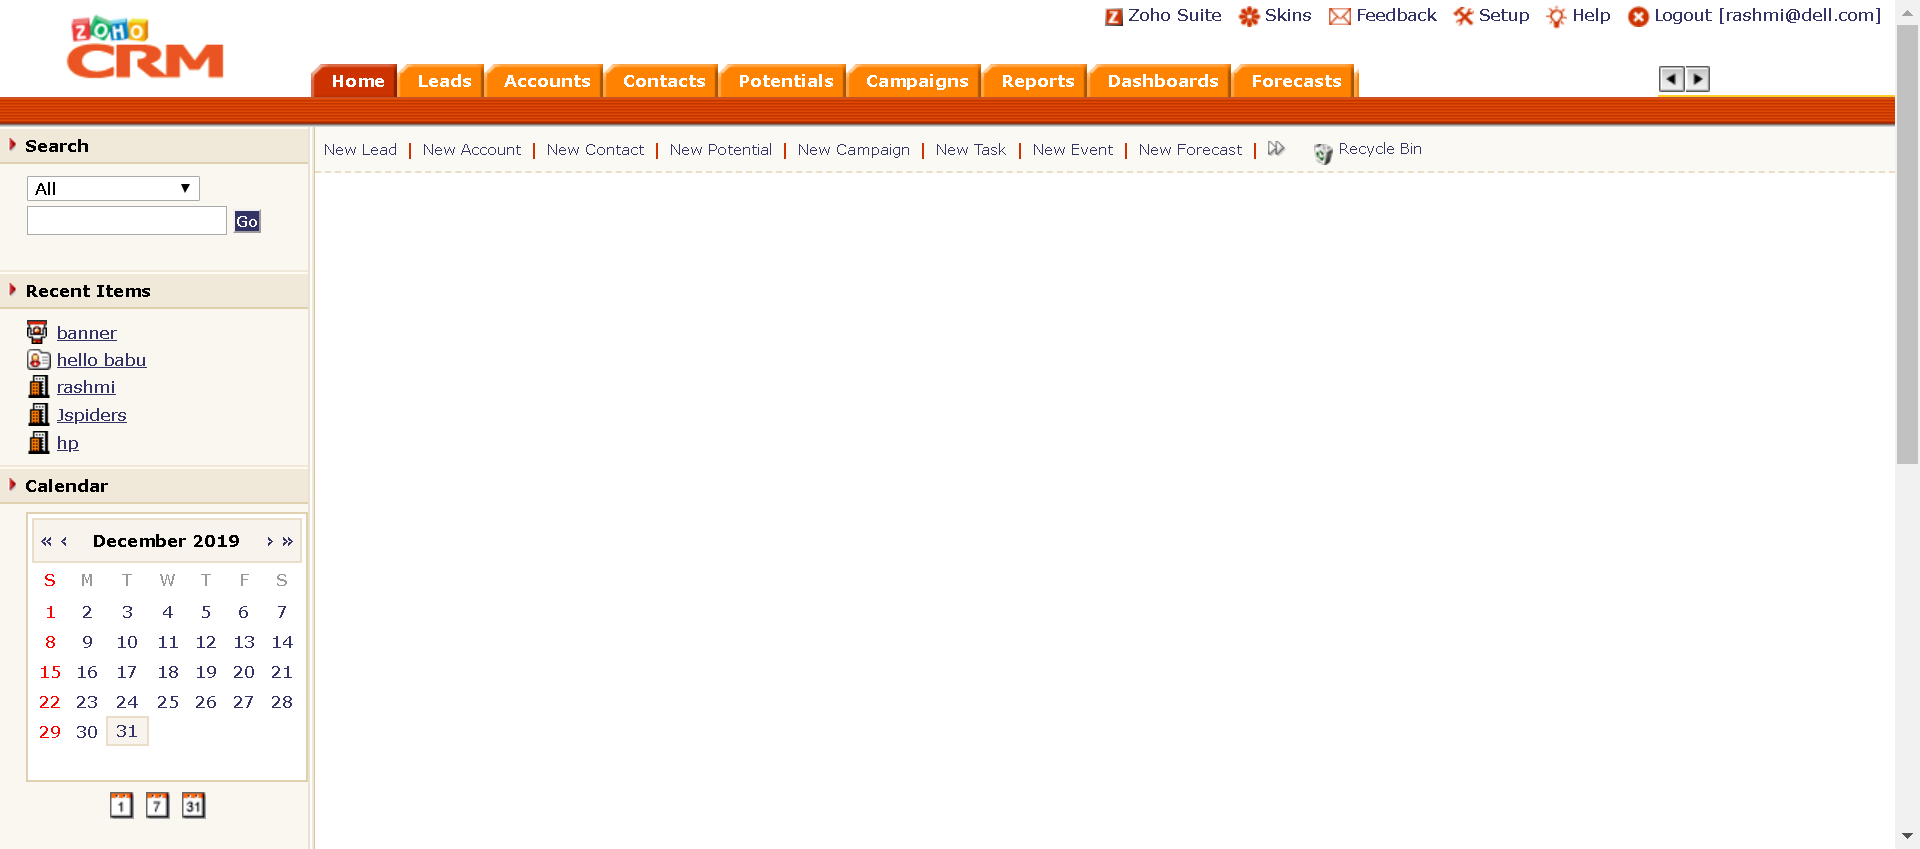 Zoho Suite Skins Feedback Setup Help Logout [rashmi@dell.com]
ZOHO
CRM
Home Leads Accounts Contacts Potentials Campaigns Reports Dashboards Forecasts
Search
All
Go
New Lead | New Account | New Contact | New Potential | New Campaign | New Task | New Event | New Forecast | Recycle Bin
Recent Items
banner
hello babu
rashmi
Jspiders
hp
Calendar
« ‹ December 2019 › »
S M T W T F S
1 2 3 4 5 6 7
8 9 10 11 12 13 14
15 16 17 18 19 20 21
22 23 24 25 26 27 28
29 30 31
1 7 31